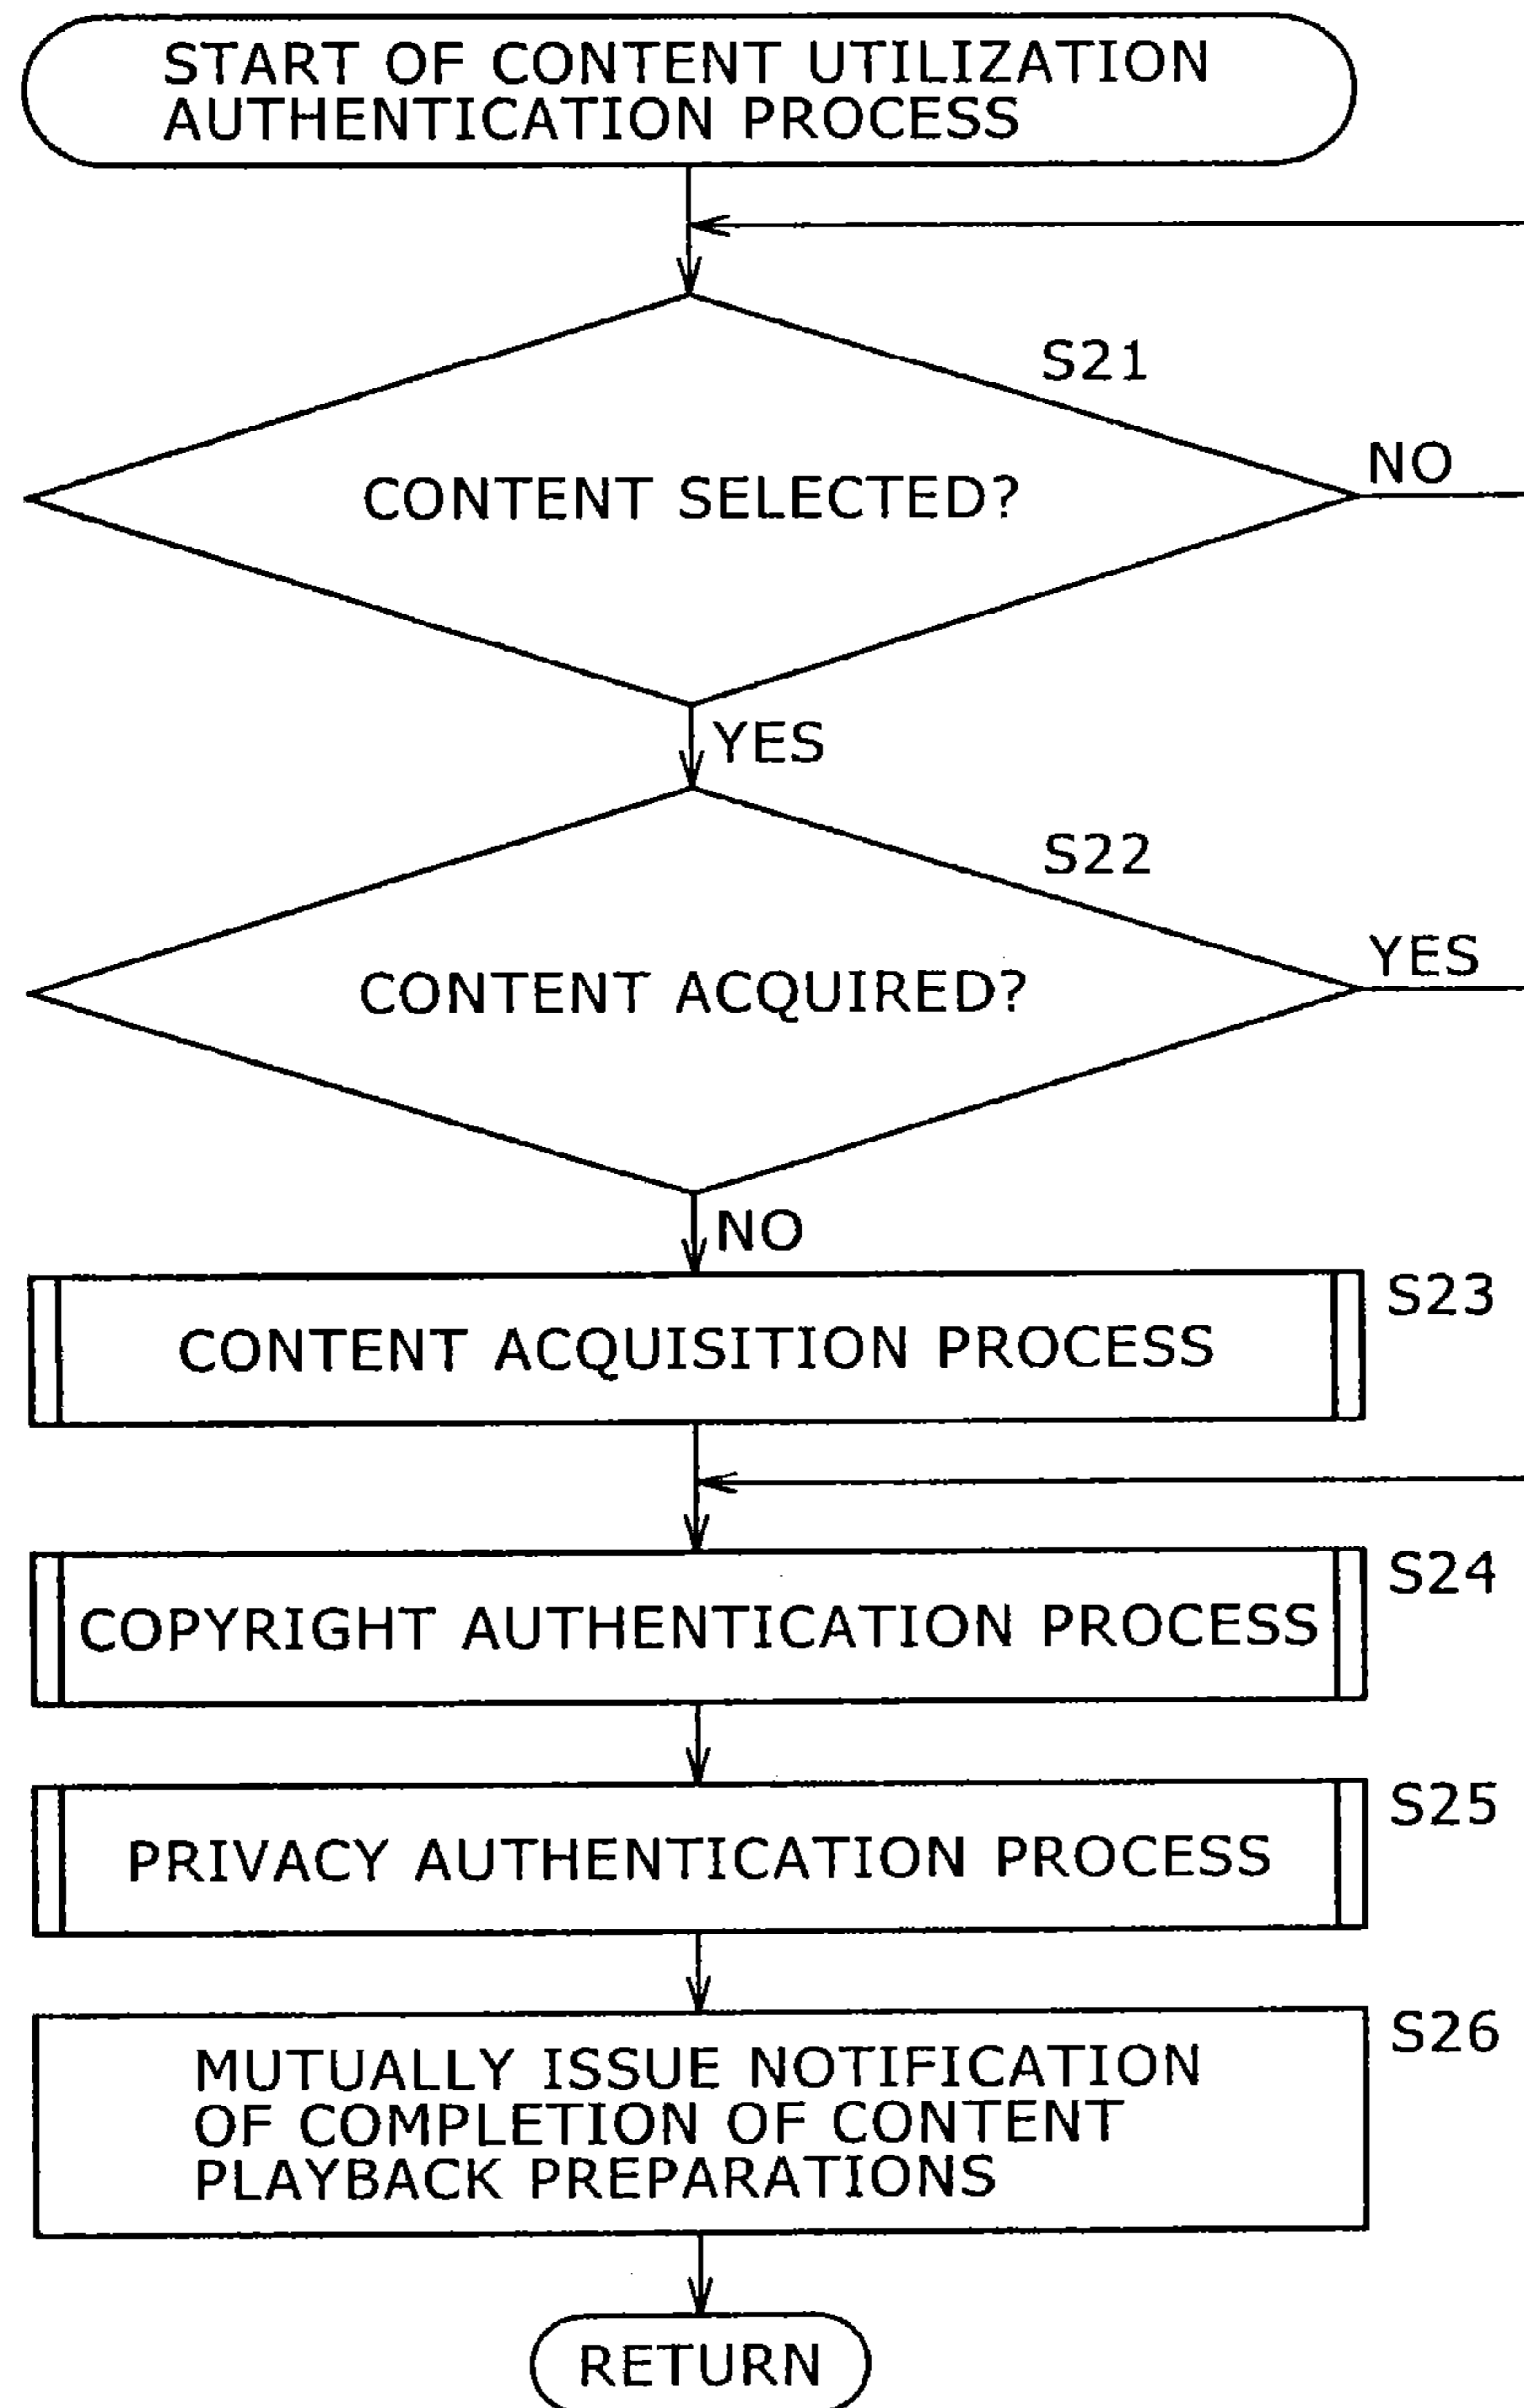 START OF CONTENT UTILIZATION
AUTHENTICATION PROCESS
S21
CONTENT SELECTED?
NO
YES
S22
CONTENT ACQUIRED?
YES
NO
S23
CONTENT ACQUISITION PROCESS
S24
COPYRIGHT AUTHENTICATION PROCESS
S25
PRIVACY AUTHENTICATION PROCESS
S26
MUTUALLY ISSUE NOTIFICATION
OF COMPLETION OF CONTENT
PLAYBACK PREPARATIONS
RETURN